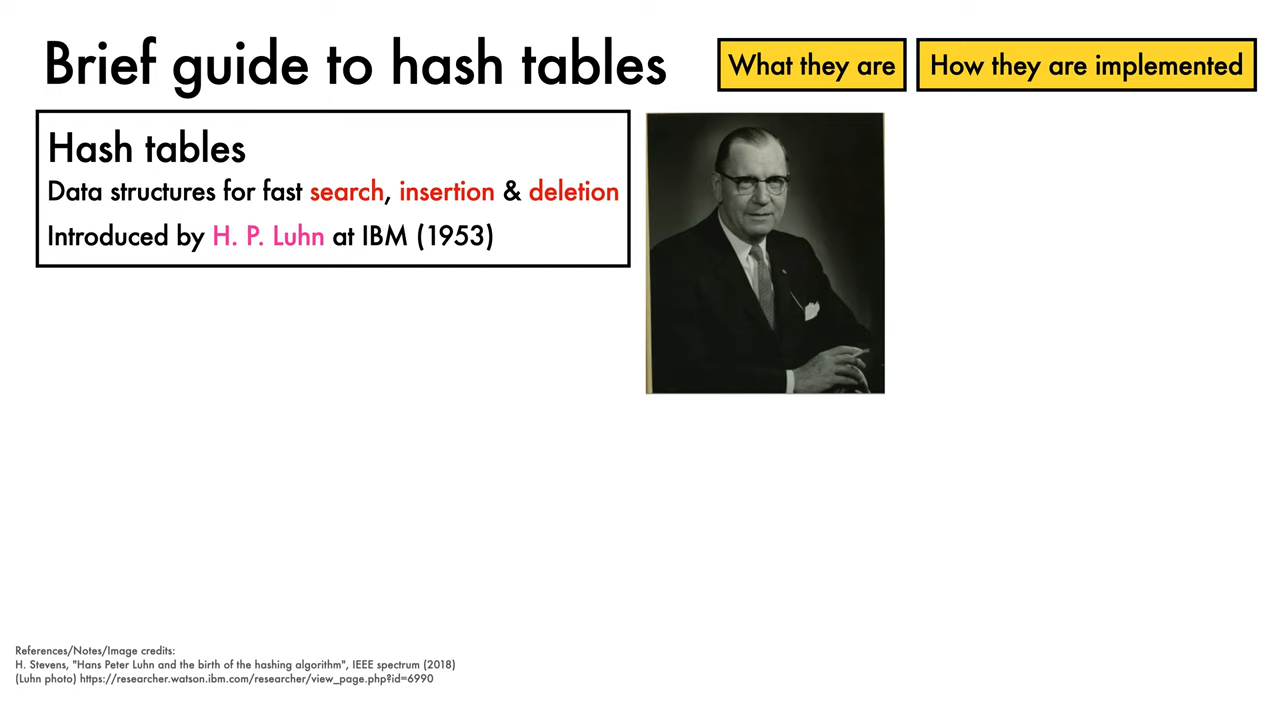 Brief guide to hash tables
What they are
How they are implemented
Hash tables
Data structures for fast search, insertion & deletion
Introduced by H. P. Luhn at IBM (1953)
References/Notes/Image credits:
H. Stevens, "Hans Peter Luhn and the birth of the hashing algorithm", IEEE spectrum (2018)
(Luhn photo) https://researcher.watson.ibm.com/researcher/view_page.php?id=6990